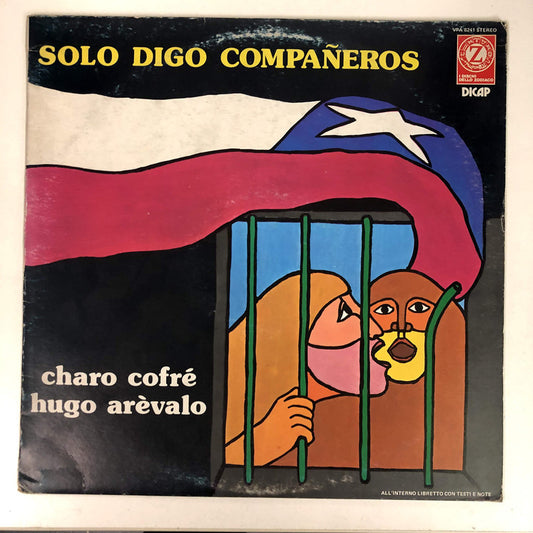 VPA 8261 STEREO
SOLO DIGO COMPAÑEROS
Z
I DISCHI
DELLO ZODIACO
DICAP
charo cofré
hugo arèvalo
ALL'INTERNO LIBRETTO CON TESTI E NOTE